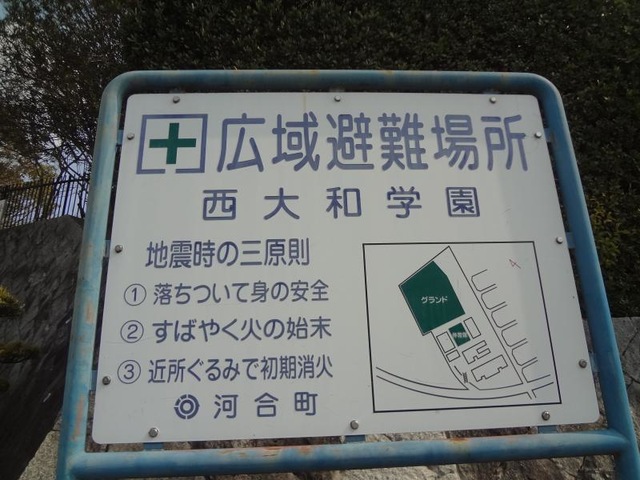 広域避難場所
西大和学園
地震時の三原則
① 落ちついて身の安全
② すばやく火の始末
③ 近所ぐるみで初期消火
河合町
グランド